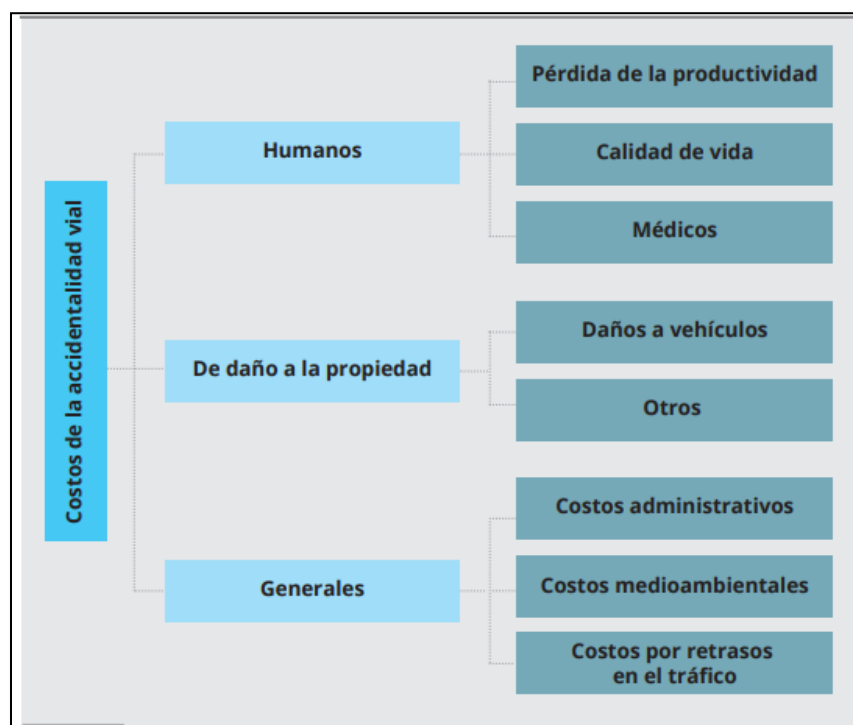 Costos de la accidentalidad vial
Humanos
Pérdida de la productividad
Calidad de vida
Médicos
De daño a la propiedad
Daños a vehículos
Otros
Generales
Costos administrativos
Costos medioambientales
Costos por retrasos
en el tráfico